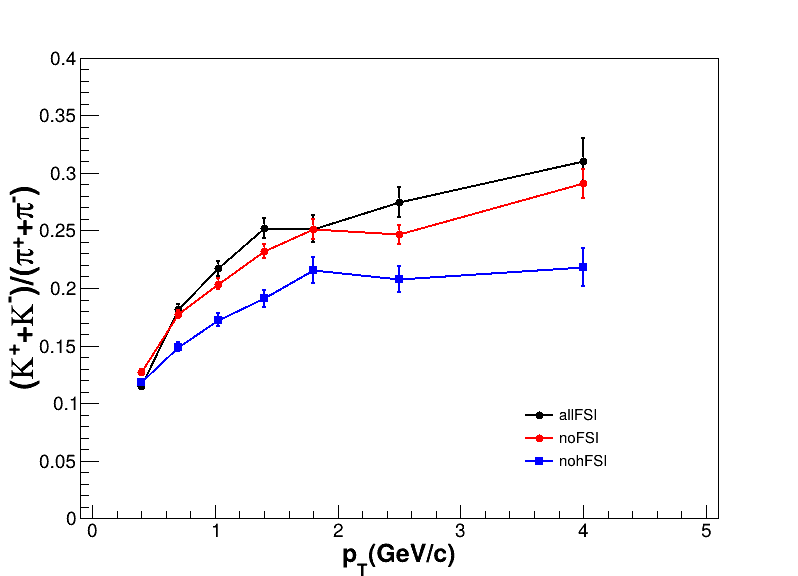 0.4
0.35
0.3
0.25
0.2
0.15
0.1
0.05
0
(K⁺+K⁻)/(π⁺+π⁻)
allFSI
noFSI
nohFSI
0 1 2 3 4 5
p_T(GeV/c)